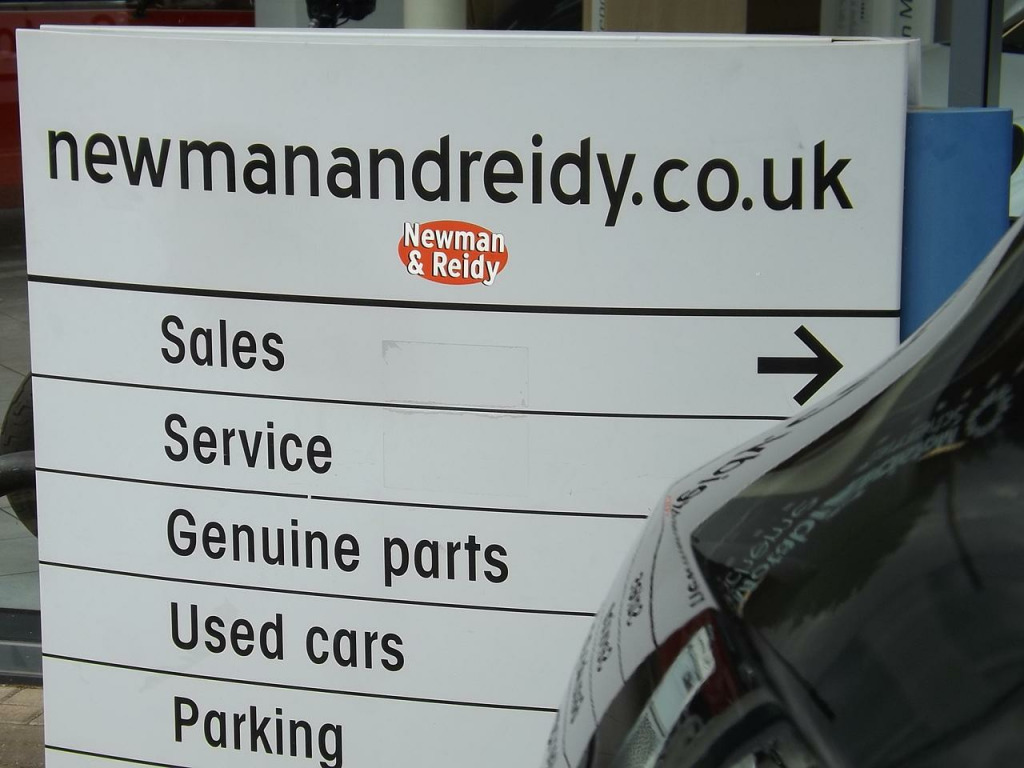 newmanandreidy.co.uk
Newman
& Reidy
Sales
Service
Genuine parts
Used cars
Parking